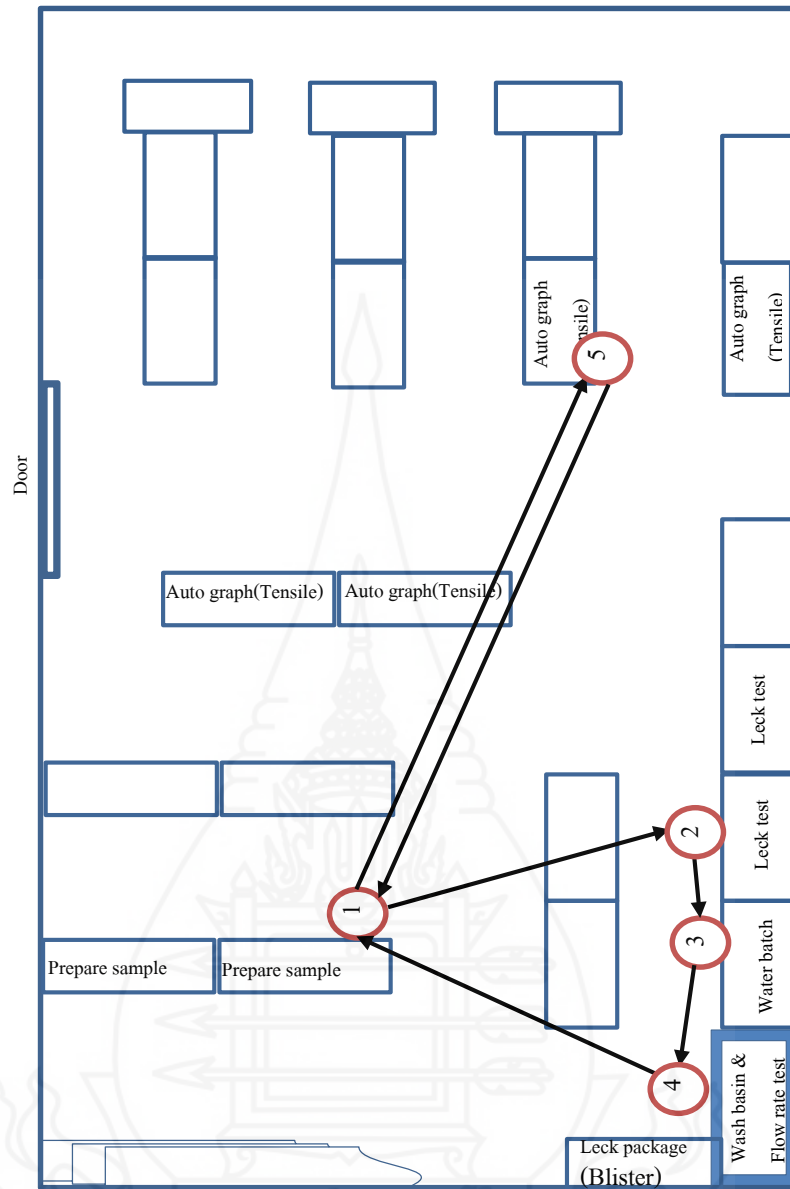 Door
Auto graph
nsile)
5
Auto graph
(Tensile)
Auto graph(Tensile)
Auto graph(Tensile)
Leck test
Leck test
2
1
3
Water batch
Prepare sample
Prepare sample
4
Wash basin &
Flow rate test
Leck package
(Blister)